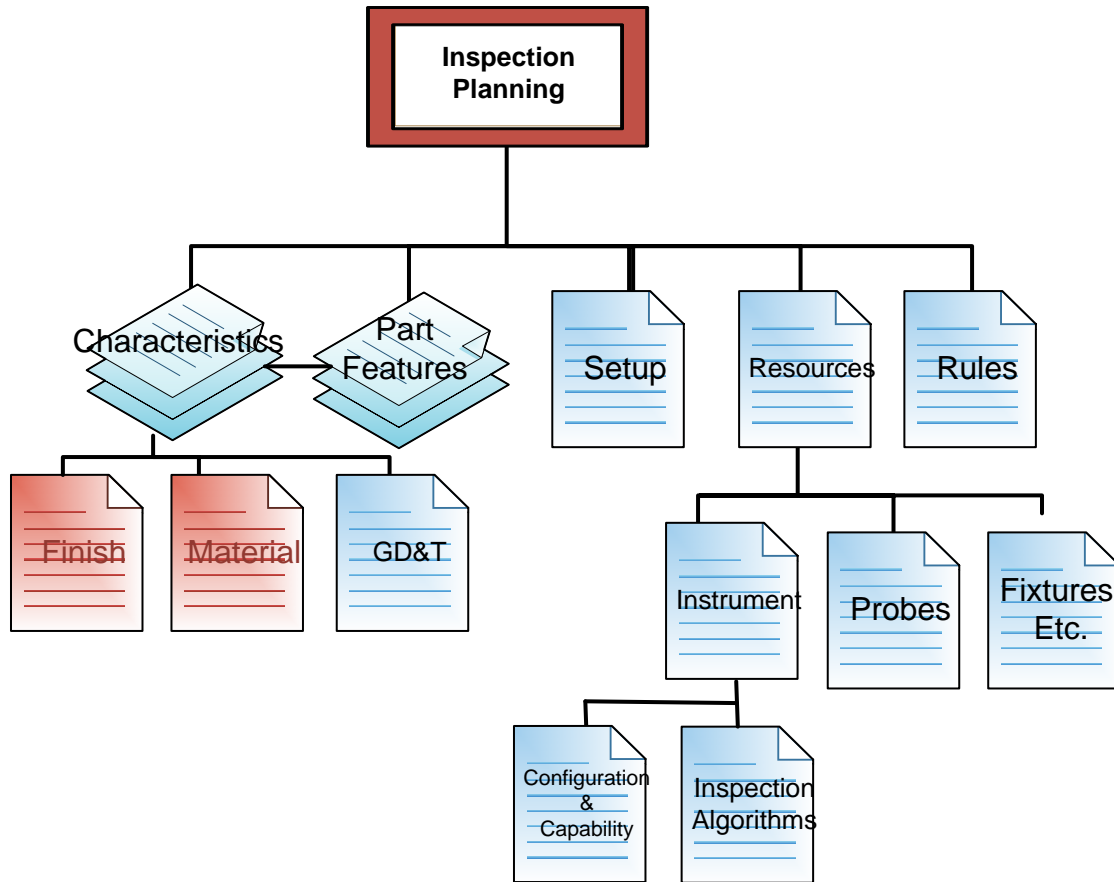 Inspection
Planning
Characteristics
Part
Features
Setup
Resources
Rules
Finish
Material
GD&T
Instrument
Probes
Fixtures
Etc.
Configuration
&
Capability
Inspection
Algorithms